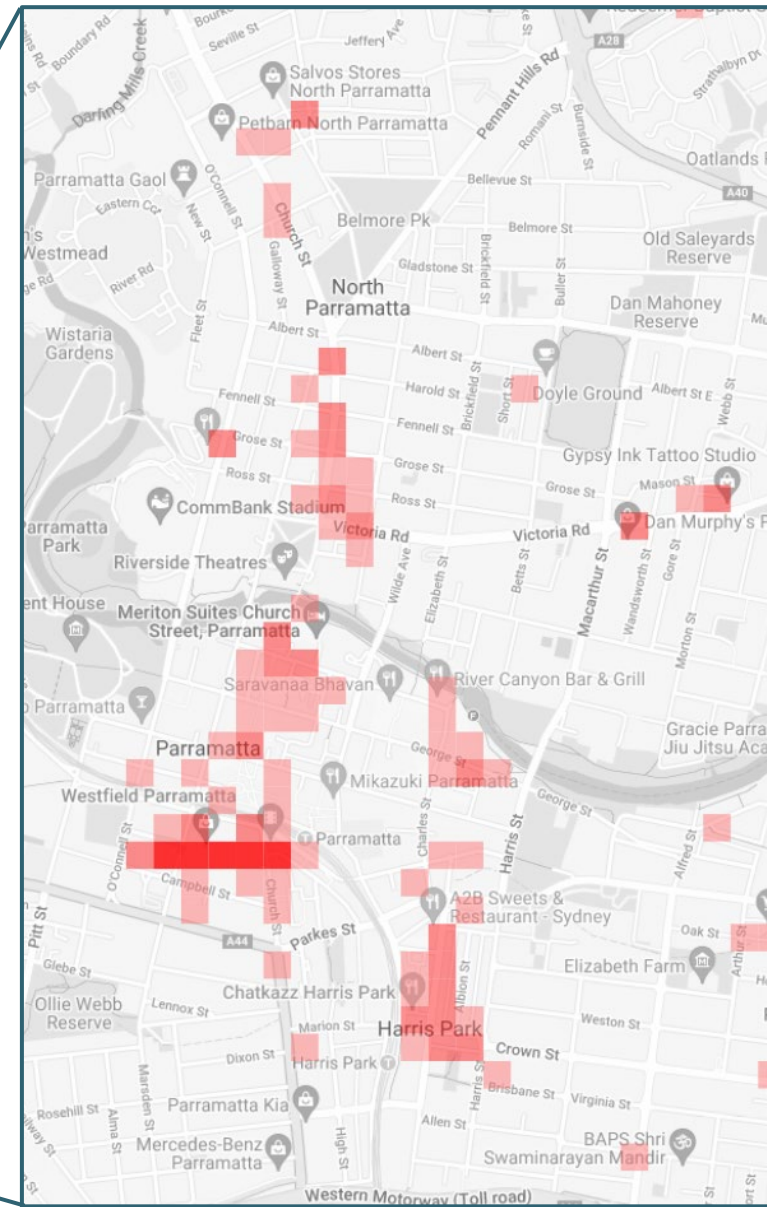 Boundary Rd
Seville St
Jeffery Ave
A28
Strathalbyn Dr
Darling Mills Creek
Salvos Stores
North Parramatta
Pennant Hills Rd
Romani St
Burnside St
Petbarn North Parramatta
Oatlands
Parramatta Gaol
O'Connell St
Bellevue St
A40
Eastern Cct
New St
Church St
Belmore Pk
Belmore St
Westmead
Old Saleyards
Reserve
River Rd
Galloway St
Gladstone St
Brickfield St
Buller St
North
Parramatta
Dan Mahoney
Reserve
Wistaria
Gardens
Fleet St
Albert St
Albert St
Fennell St
Harold St
Brickfield St
Short St
Doyle Ground
Albert St E
Webb St
Fennell St
Grose St
Grose St
Gypsy Ink Tattoo Studio
Ross St
Ross St
Grose St
Mason St
CommBank Stadium
Victoria Rd
Victoria Rd
Dan Murphy's
Parramatta
Park
Riverside Theatres
Wilde Ave
Elizabeth St
Betts St
Macarthur St
Wandsworth St
Gore St
Morton St
Meriton Suites Church
Street, Parramatta
Saravanaa Bhavan
River Canyon Bar & Grill
P
Parramatta
Parramatta
George St
Gracie Parra
Jiu Jitsu Aca
Mikazuki Parramatta
Westfield Parramatta
George St
Parramatta
Charles St
Harris St
Alfred St
O'Connell St
Campbell St
Church St
Pitt St
A44
Parkes St
A2B Sweets &
Restaurant - Sydney
Oak St
Arthur St
Glebe St
Elizabeth Farm
Chatkazz Harris Park
Albion St
Ollie Webb
Reserve
Lennox St
Marion St
Harris Park
Weston St
Crown St
Dixon St
Harris Park
Marsden St
Harris St
Brisbane St
Virginia St
Rosehill St
Alma St
Parramatta Kia
Allen St
High St
Mercedes-Benz
Parramatta
BAPS Shri
Swaminarayan Mandir
Western Motorway (Toll road)